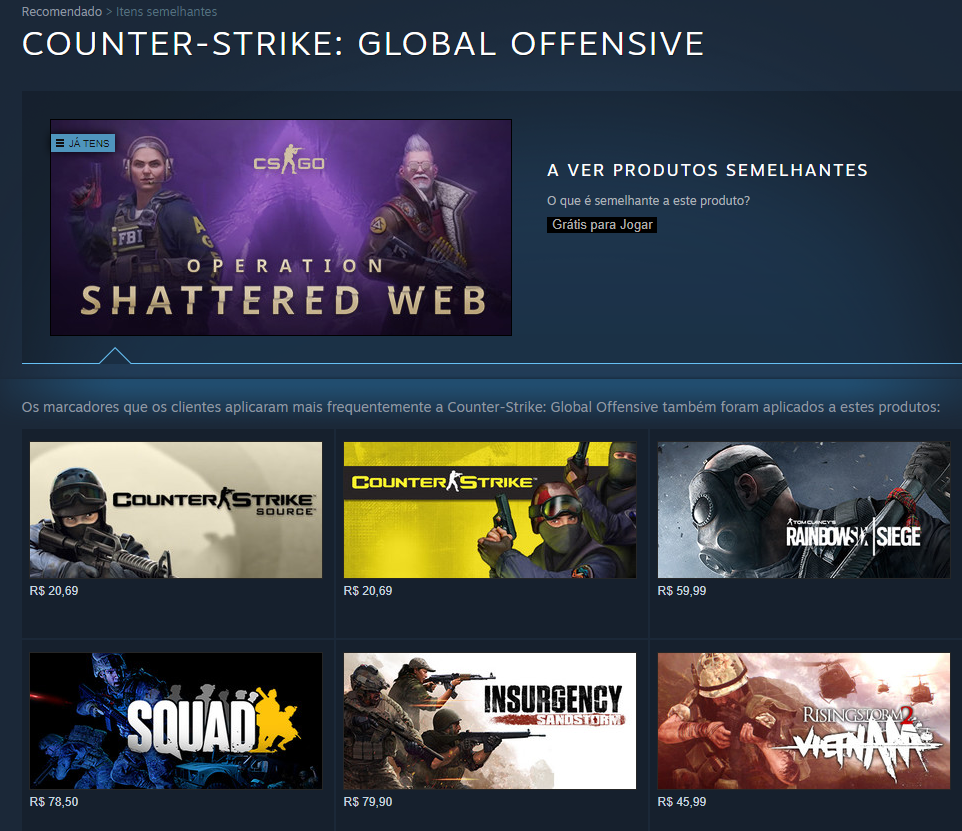 Recomendado > Itens semelhantes
COUNTER-STRIKE: GLOBAL OFFENSIVE
JÁ TENS
CS GO
FBI
OPERATION
SHATTERED WEB
A VER PRODUTOS SEMELHANTES
O que é semelhante a este produto?
Grátis para Jogar
Os marcadores que os clientes aplicaram mais frequentemente a Counter-Strike: Global Offensive também foram aplicados a estes produtos:
COUNTER STRIKE™
SOURCE™
R$ 20,69
COUNTER STRIKE™
R$ 20,69
TOM CLANCY'S
RAINBOW SIX | SIEGE
R$ 59,99
SQUAD
R$ 78,50
INSURGENCY
SANDSTORM
R$ 79,90
RISING STORM 2
VIETNAM
R$ 45,99